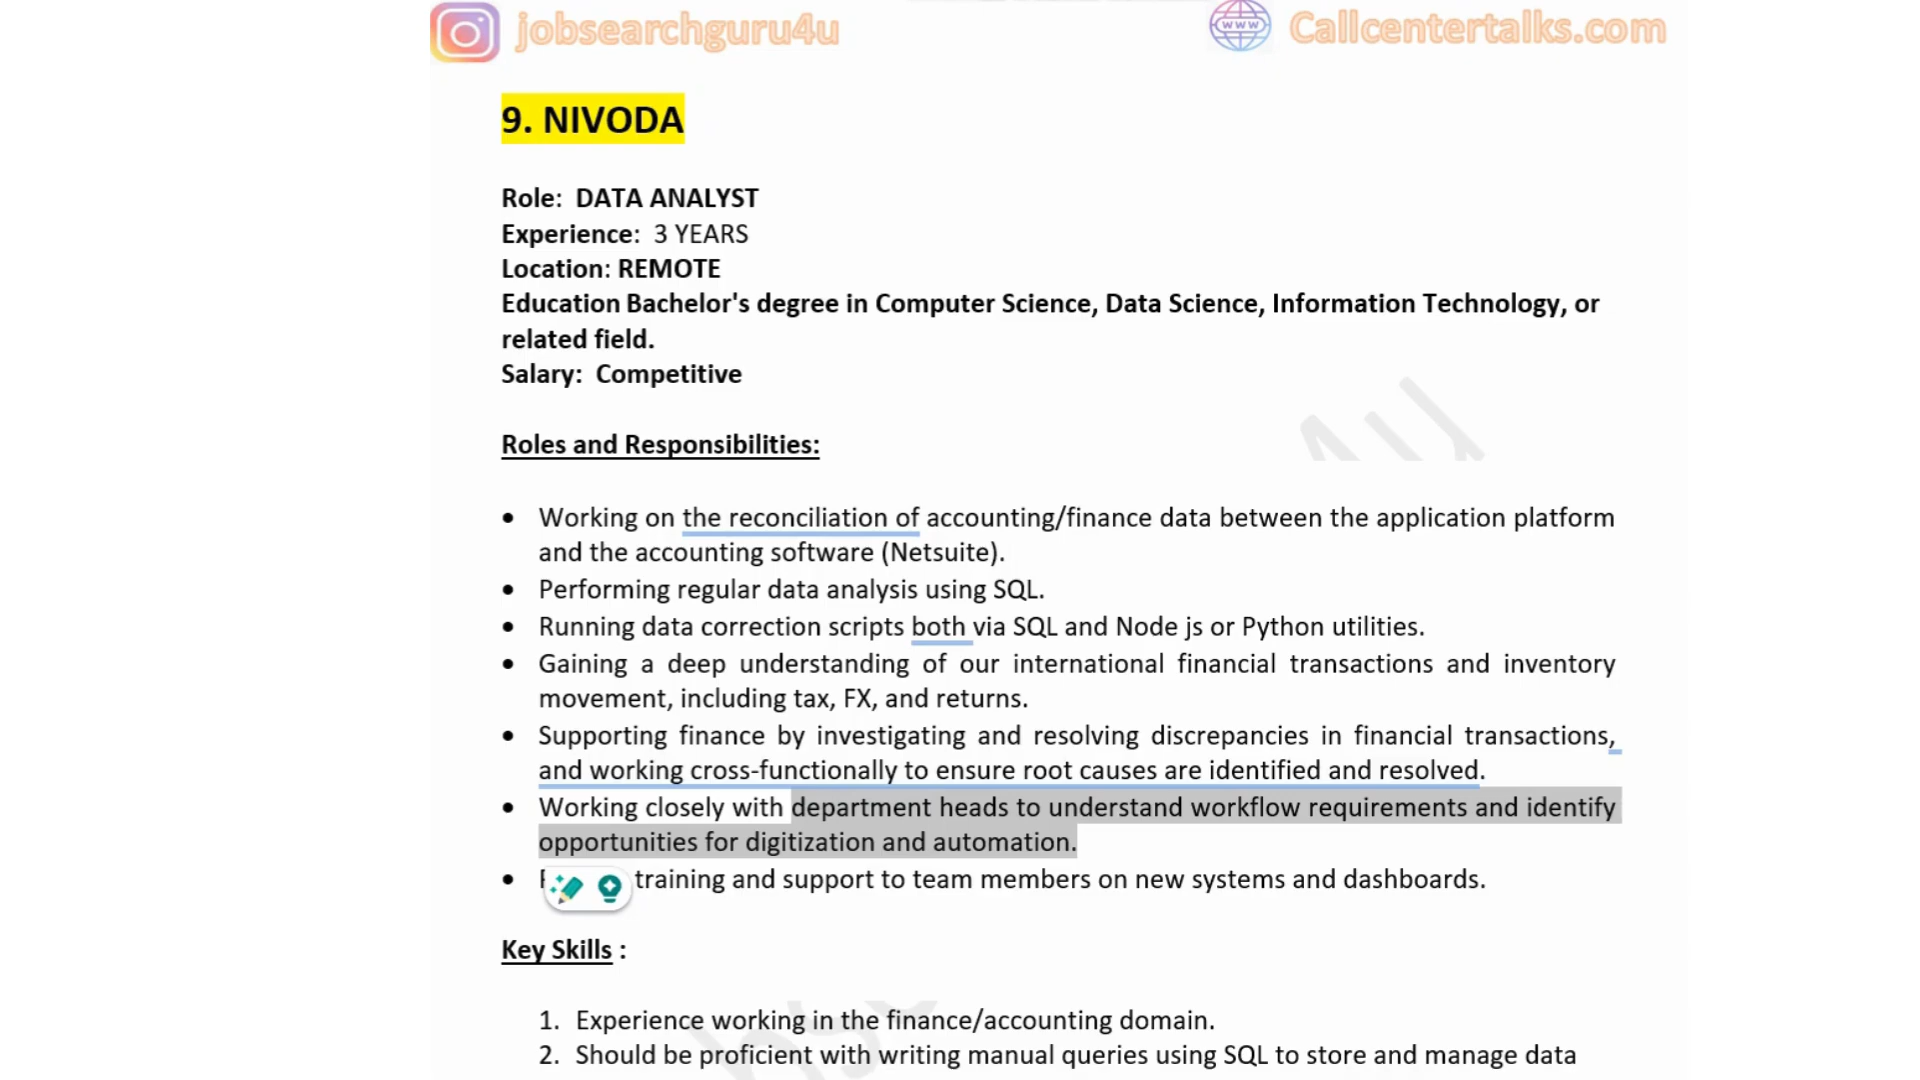 jobsearchguru4u
www
Callcentertalks.com
9. NIVODA
Role: DATA ANALYST
Experience: 3 YEARS
Location: REMOTE
Education Bachelor's degree in Computer Science, Data Science, Information Technology, or
related field.
Salary: Competitive
Roles and Responsibilities:
• Working on the reconciliation of accounting/finance data between the application platform
and the accounting software (Netsuite).
• Performing regular data analysis using SQL.
• Running data correction scripts both via SQL and Node js or Python utilities.
• Gaining a deep understanding of our international financial transactions and inventory
movement, including tax, FX, and returns.
• Supporting finance by investigating and resolving discrepancies in financial transactions,
and working cross-functionally to ensure root causes are identified and resolved.
• Working closely with department heads to understand workflow requirements and identify
opportunities for digitization and automation.
• training and support to team members on new systems and dashboards.
Key Skills :
1. Experience working in the finance/accounting domain.
2. Should be proficient with writing manual queries using SQL to store and manage data